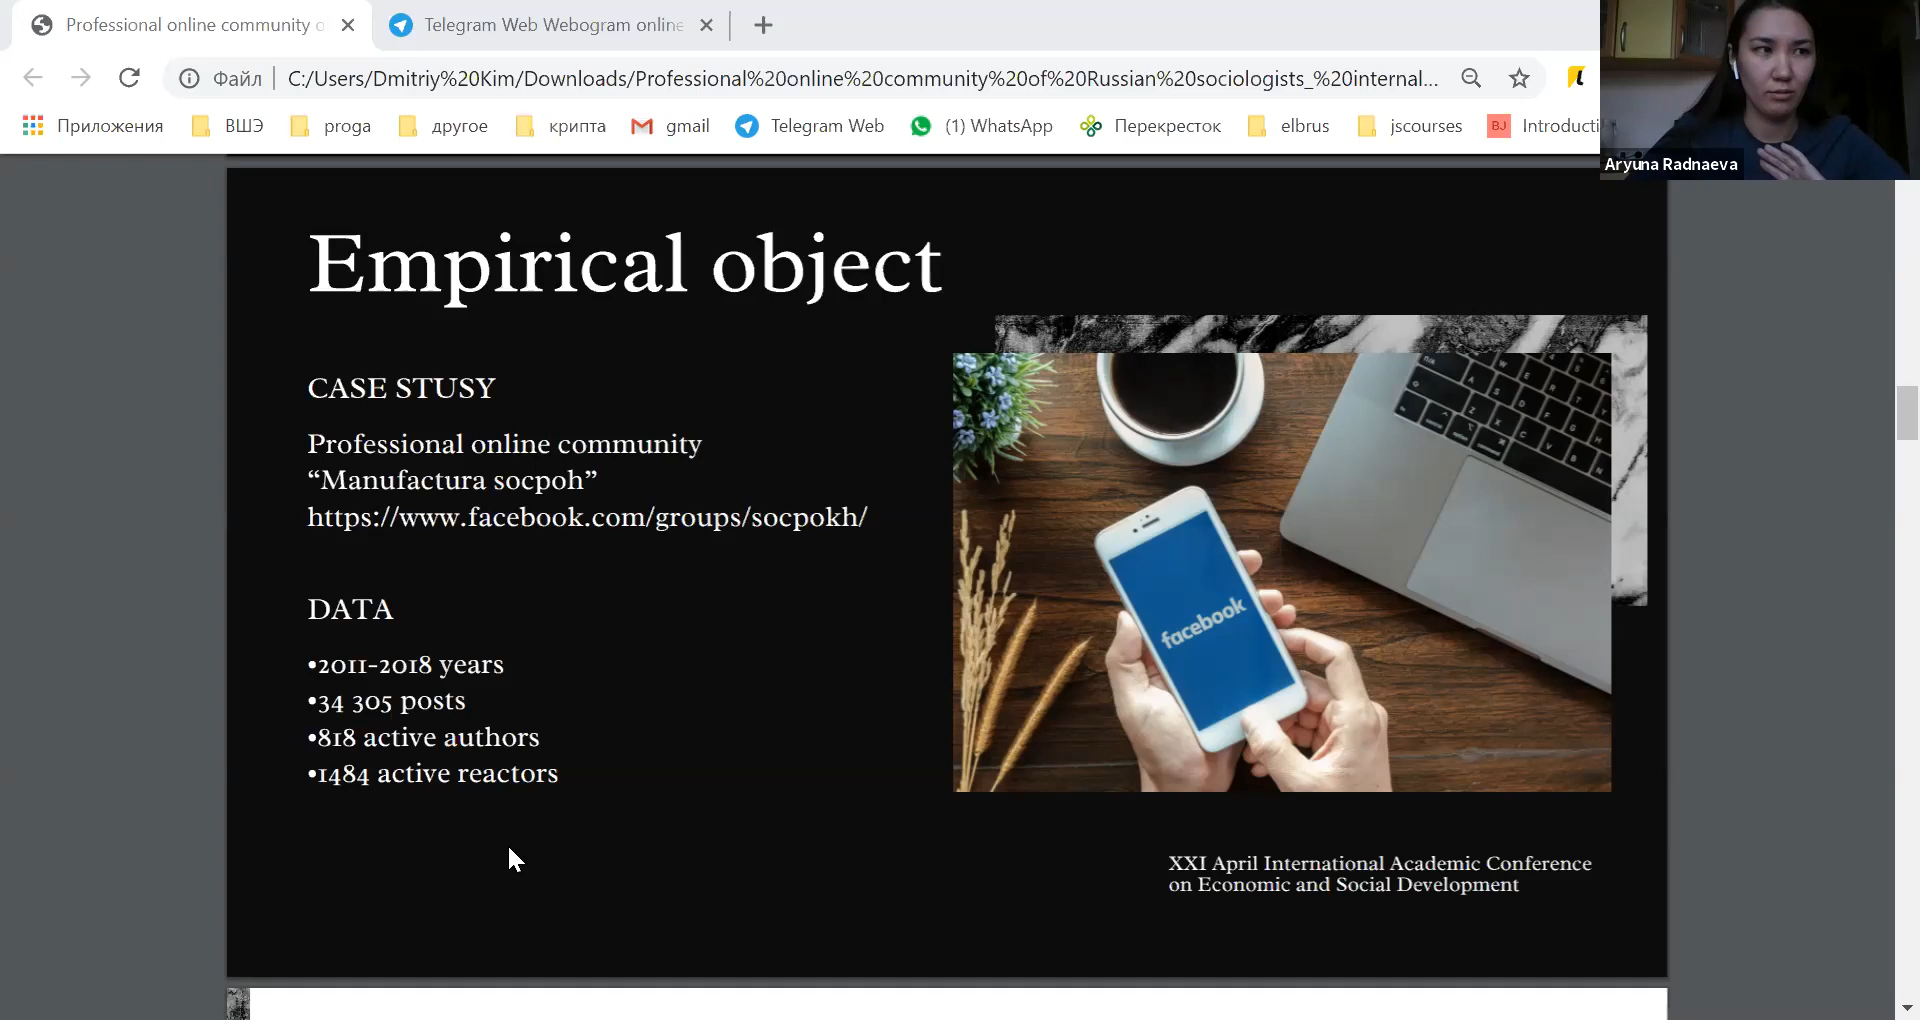 Professional online community o
Telegram Web Webogram online
Файл
C:/Users/Dmitriy%20Kim/Downloads/Professional%20online%20community%20of%20Russian%20sociologists_%20internal...
Приложения
ВШЭ
proga
другое
крипта
gmail
Telegram Web
(1) WhatsApp
Перекресток
elbrus
jscourses
BJ
Introducti
Aryuna Radnaeva
Empirical object
CASE STUSY
Professional online community
“Manufactura socpoh”
https://www.facebook.com/groups/socpokh/
DATA
•2011-2018 years
•34 305 posts
•818 active authors
•1484 active reactors
facebook
XXI April International Academic Conference
on Economic and Social Development